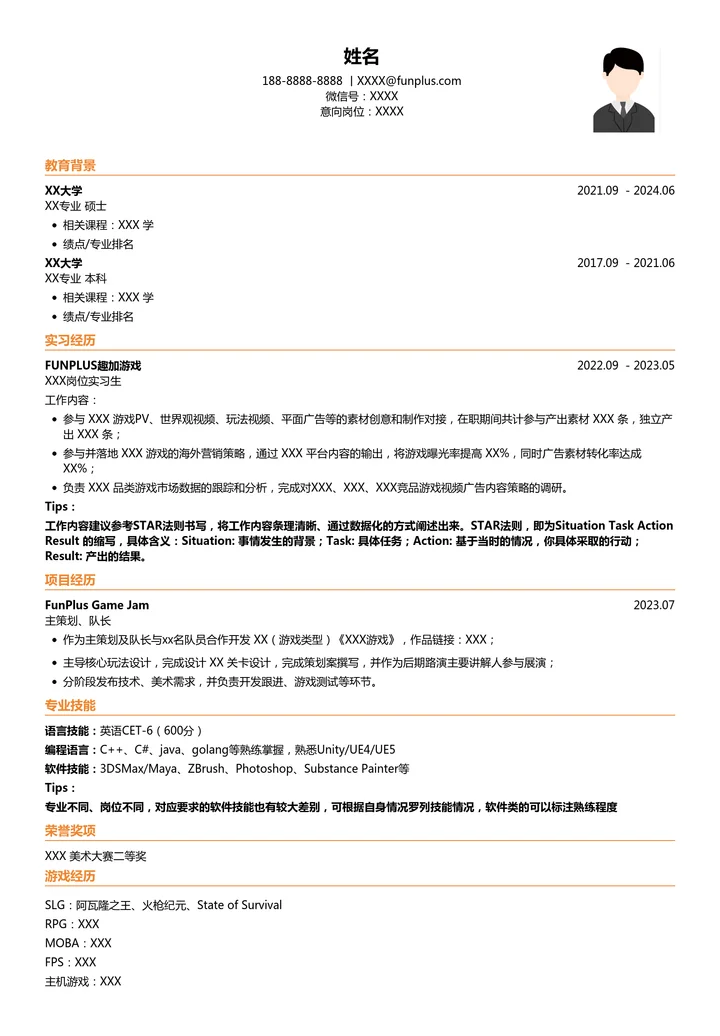 姓名
188-8888-8888 | XXXX@funplus.com
微信号：XXXX
意向岗位：XXXX
教育背景
XX大学 2021.09 - 2024.06
XX专业 硕士
• 相关课程：XXX 学
• 绩点/专业排名
XX大学 2017.09 - 2021.06
XX专业 本科
• 相关课程：XXX 学
• 绩点/专业排名
实习经历
FUNPLUS趣加游戏 2022.09 - 2023.05
XXX岗位实习生
工作内容：
• 参与 XXX 游戏PV、世界观视频、玩法视频、平面广告等的素材创意和制作对接，在职期间共计参与产出素材 XXX 条，独立产
出 XXX 条；
• 参与并落地 XXX 游戏的海外营销策略，通过 XXX 平台内容的输出，将游戏曝光率提高 XX%，同时广告素材转化率达成
XX%；
• 负责 XXX 品类游戏市场数据的跟踪和分析，完成对XXX、XXX、XXX竞品游戏视频广告内容策略的调研。
Tips：
工作内容建议参考STAR法则书写，将工作内容条理清晰、通过数据化的方式阐述出来。STAR法则，即为Situation Task Action
Result 的缩写，具体含义：Situation: 事情发生的背景；Task: 具体任务；Action: 基于当时的情况，你具体采取的行动；
Result: 产出的结果。
项目经历
FunPlus Game Jam 2023.07
主策划、队长
• 作为主策划及队长与xx名队员合作开发 XX（游戏类型）《XXX游戏》，作品链接：XXX；
• 主导核心玩法设计，完成设计 XX 关卡设计，完成策划案撰写，并作为后期路演主要讲解人参与展演；
• 分阶段发布技术、美术需求，并负责开发跟进、游戏测试等环节。
专业技能
语言技能：英语CET-6（600分）
编程语言：C++、C#、java、golang等熟练掌握，熟悉Unity/UE4/UE5
软件技能：3DSMax/Maya、ZBrush、Photoshop、Substance Painter等
Tips：
专业不同、岗位不同，对应要求的软件技能也有较大差别，可根据自身情况罗列技能情况，软件类的可以标注熟练程度
荣誉奖项
XXX 美术大赛二等奖
游戏经历
SLG：阿瓦隆之王、火枪纪元、State of Survival
RPG：XXX
MOBA：XXX
FPS：XXX
主机游戏：XXX